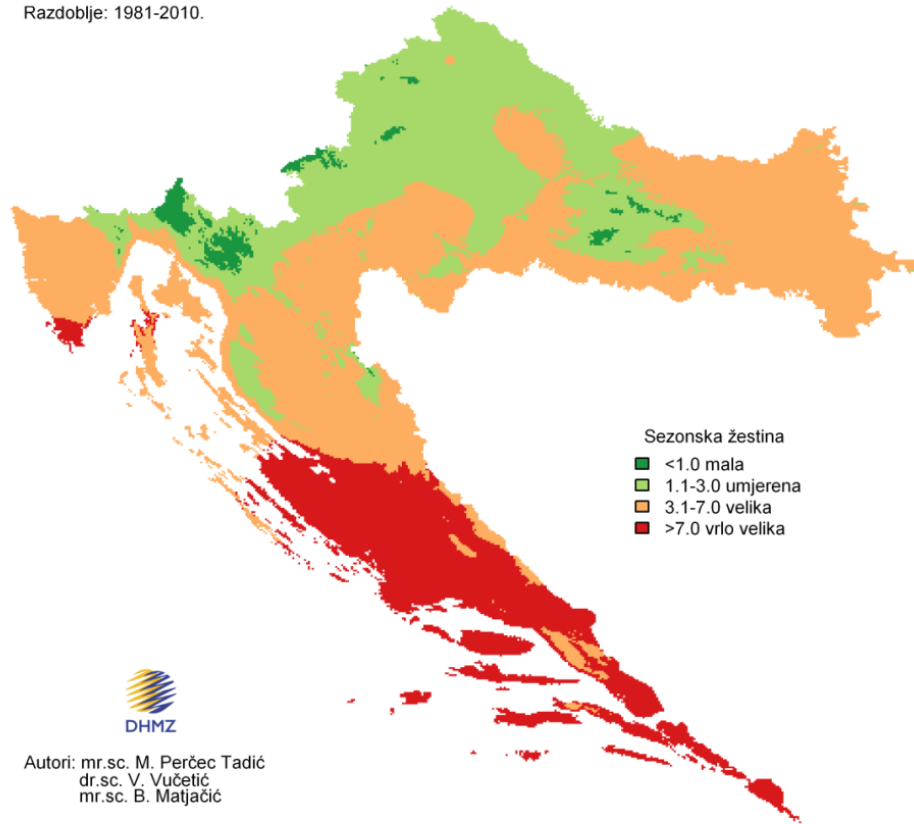 Razdoblje: 1981-2010.
Sezonska žestina
<1.0 mala
1.1-3.0 umjerena
3.1-7.0 velika
>7.0 vrlo velika
DHMZ
Autori: mr.sc. M. Perčec Tadić
dr.sc. V. Vučetić
mr.sc. B. Matjačić